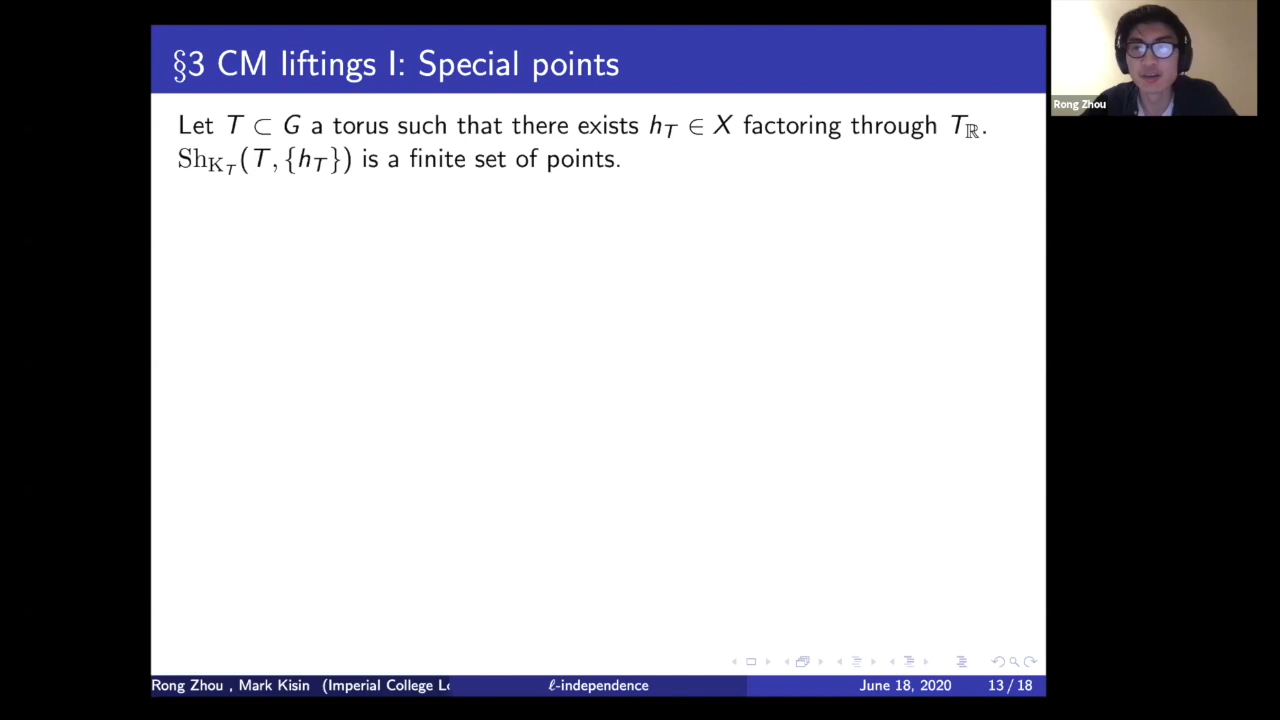 §3 CM liftings I: Special points
Rong Zhou
Let T ⊂ G a torus such that there exists h_T ∈ X factoring through T_ℝ.
Sh_{K_T}(T, {h_T}) is a finite set of points.
Rong Zhou , Mark Kisin (Imperial College Lo
ℓ-independence
June 18, 2020
13 / 18